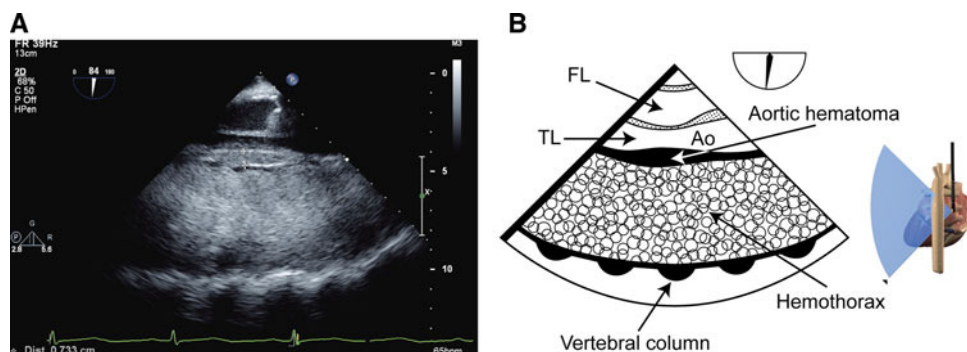 A
FR 39Hz
13cm
2D
68%
C 50
P Off
HPen
0 84 180
M3
0
5
X
10
G
P R
2.8 5.6
Dist 0.733 cm
65bpm
B
FL
TL
Ao
Aortic hematoma
Hemothorax
Vertebral column